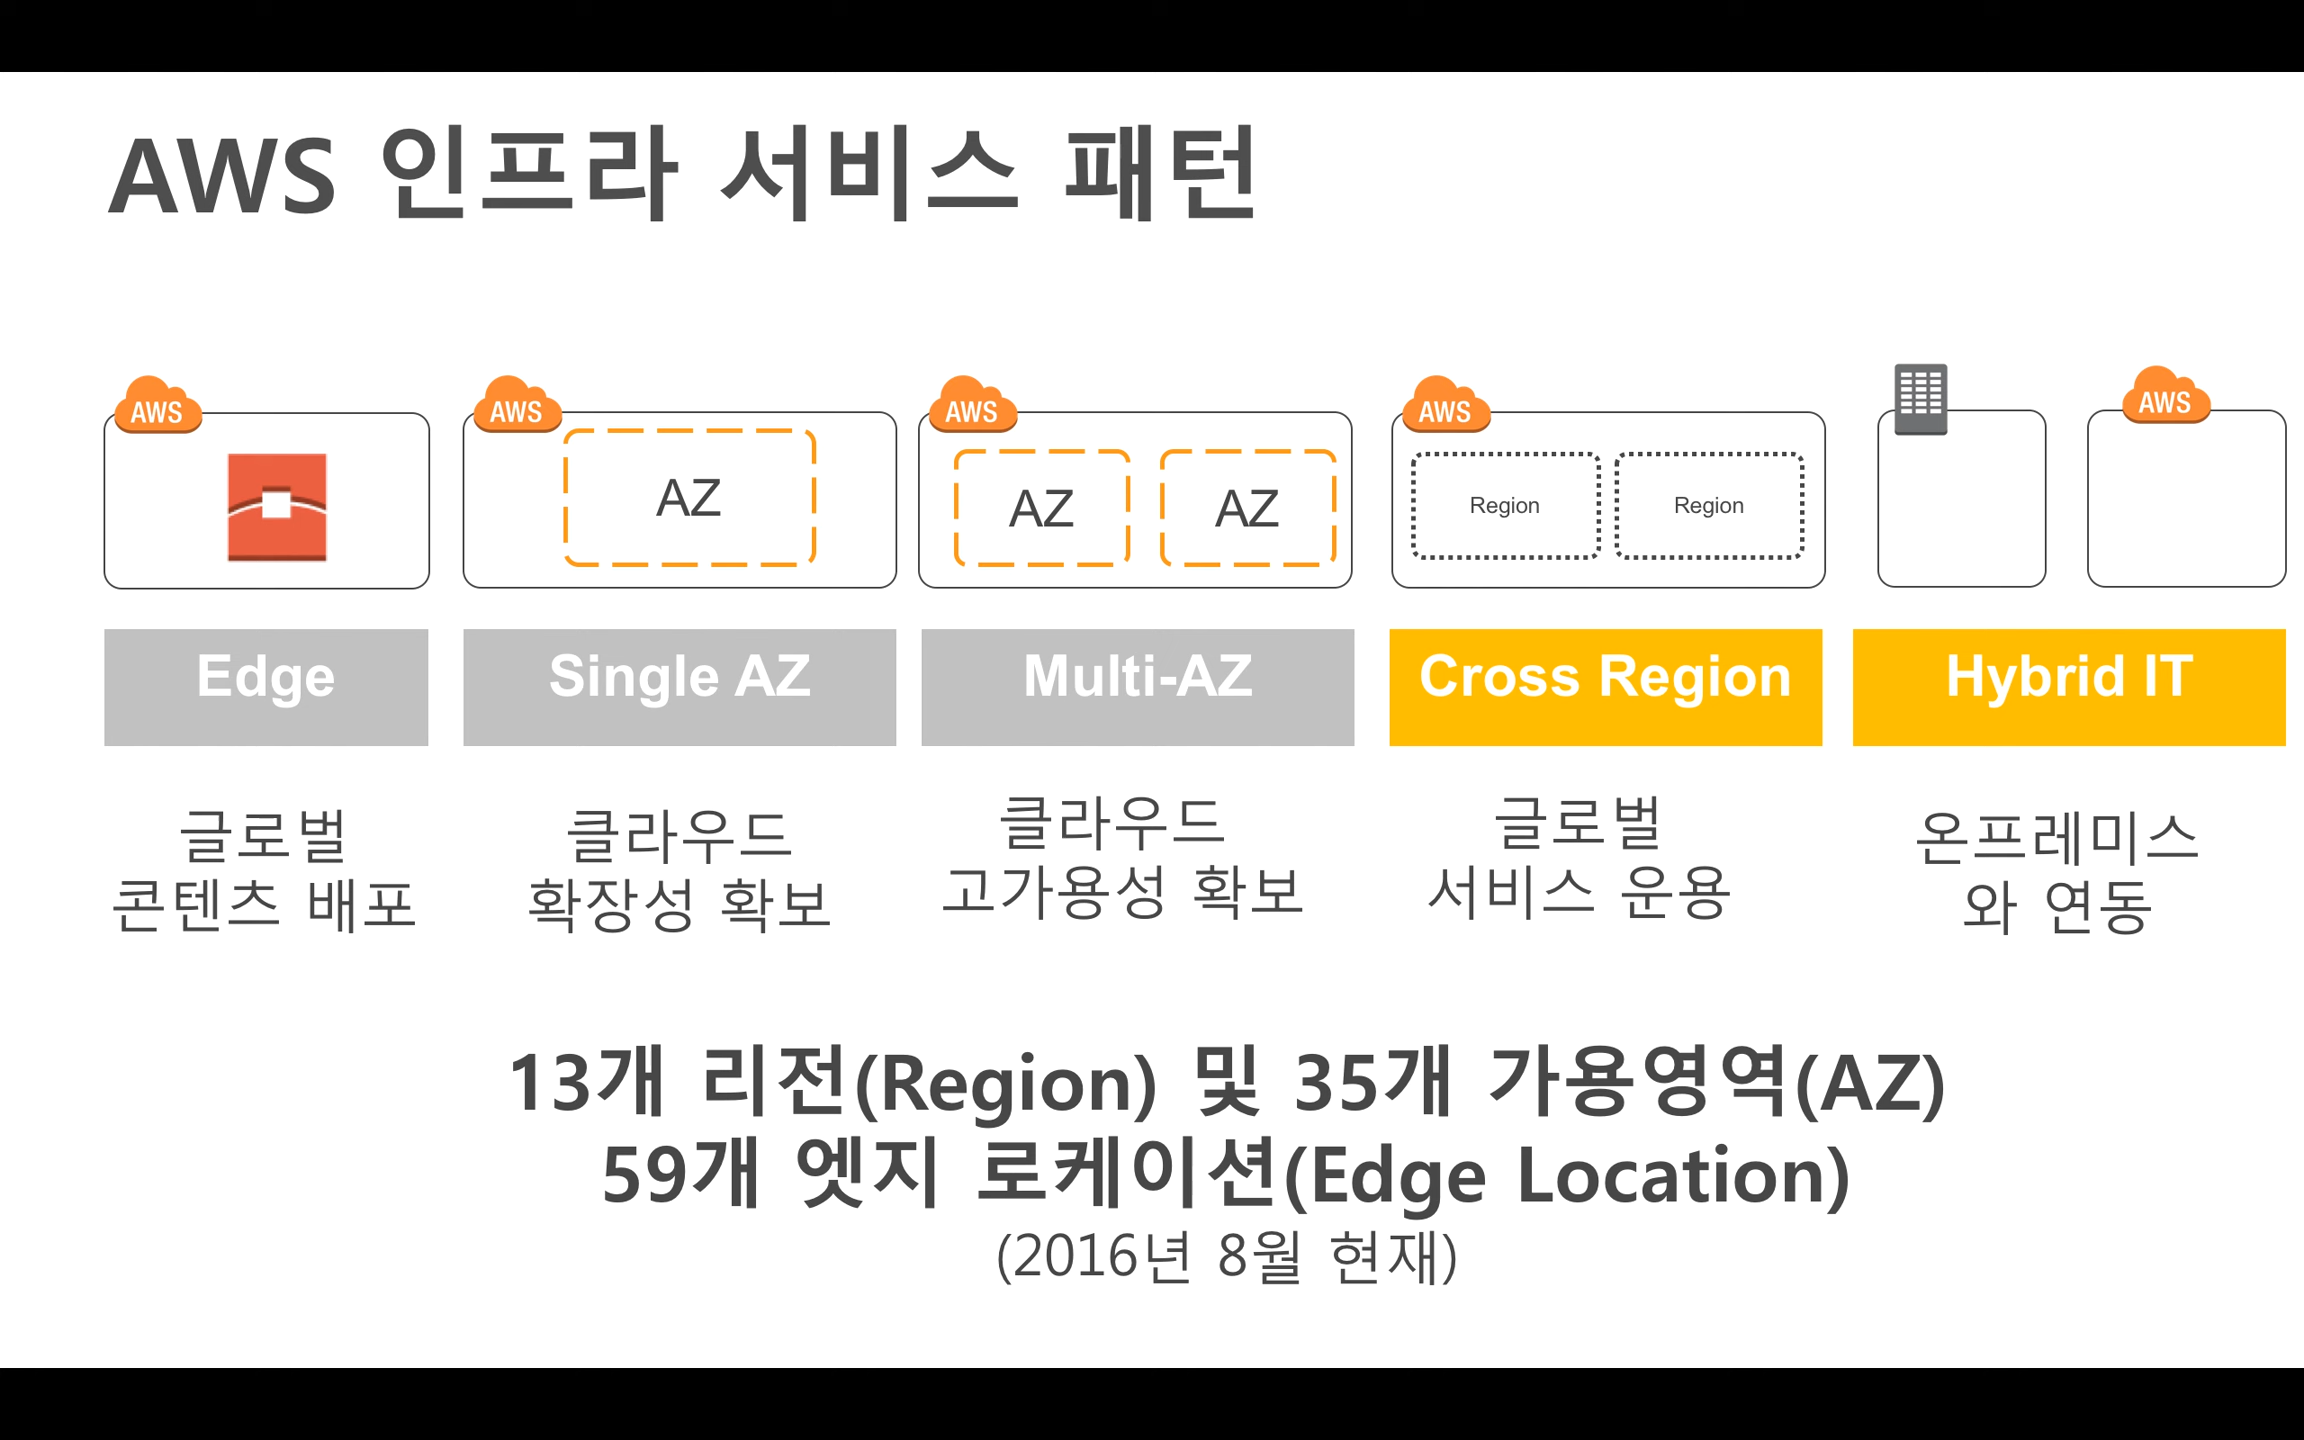 AWS 인프라 서비스 패턴
AWS
AWS
AZ
AWS
AZ
AZ
AWS
Region
Region
AWS
Edge
Single AZ
Multi-AZ
Cross Region
Hybrid IT
글로벌
콘텐츠 배포
클라우드
확장성 확보
클라우드
고가용성 확보
글로벌
서비스 운용
온프레미스
와 연동
13개 리전(Region) 및 35개 가용영역(AZ)
59개 엣지 로케이션(Edge Location)
(2016년 8월 현재)